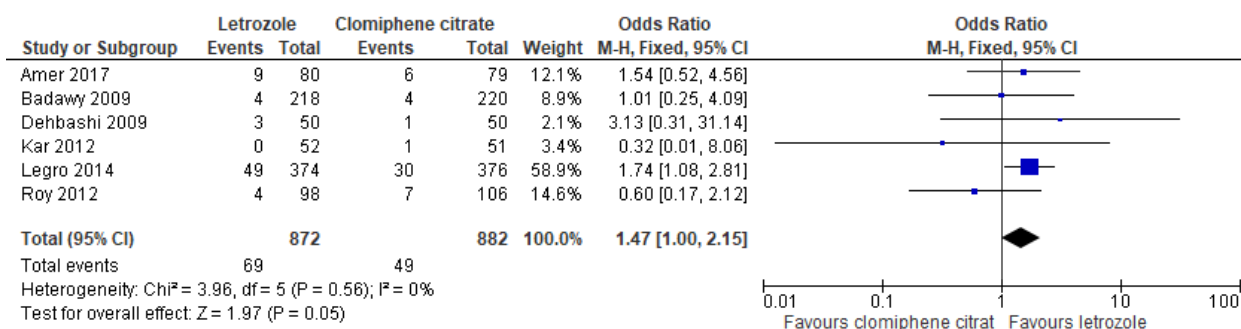 Letrozole Clomiphene citrate Odds Ratio Odds Ratio
Study or Subgroup Events Total Events Total Weight M-H, Fixed, 95% CI M-H, Fixed, 95% CI
Amer 2017 9 80 6 79 12.1% 1.54 [0.52, 4.56]
Badawy 2009 4 218 4 220 8.9% 1.01 [0.25, 4.09]
Dehbashi 2009 3 50 1 50 2.1% 3.13 [0.31, 31.14]
Kar 2012 0 52 1 51 3.4% 0.32 [0.01, 8.06]
Legro 2014 49 374 30 376 58.9% 1.74 [1.08, 2.81]
Roy 2012 4 98 7 106 14.6% 0.60 [0.17, 2.12]
Total (95% CI) 872 882 100.0% 1.47 [1.00, 2.15]
Total events 69 49
Heterogeneity: Chi² = 3.96, df = 5 (P = 0.56); I² = 0%
Test for overall effect: Z = 1.97 (P = 0.05)
0.01 0.1 1 10 100
Favours clomiphene citrat Favours letrozole